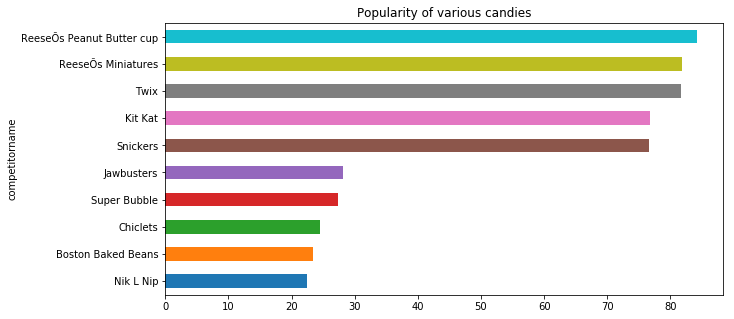 Popularity of various candies
competitorname
ReeseÕs Peanut Butter cup
ReeseÕs Miniatures
Twix
Kit Kat
Snickers
Jawbusters
Super Bubble
Chiclets
Boston Baked Beans
Nik L Nip
0 10 20 30 40 50 60 70 80